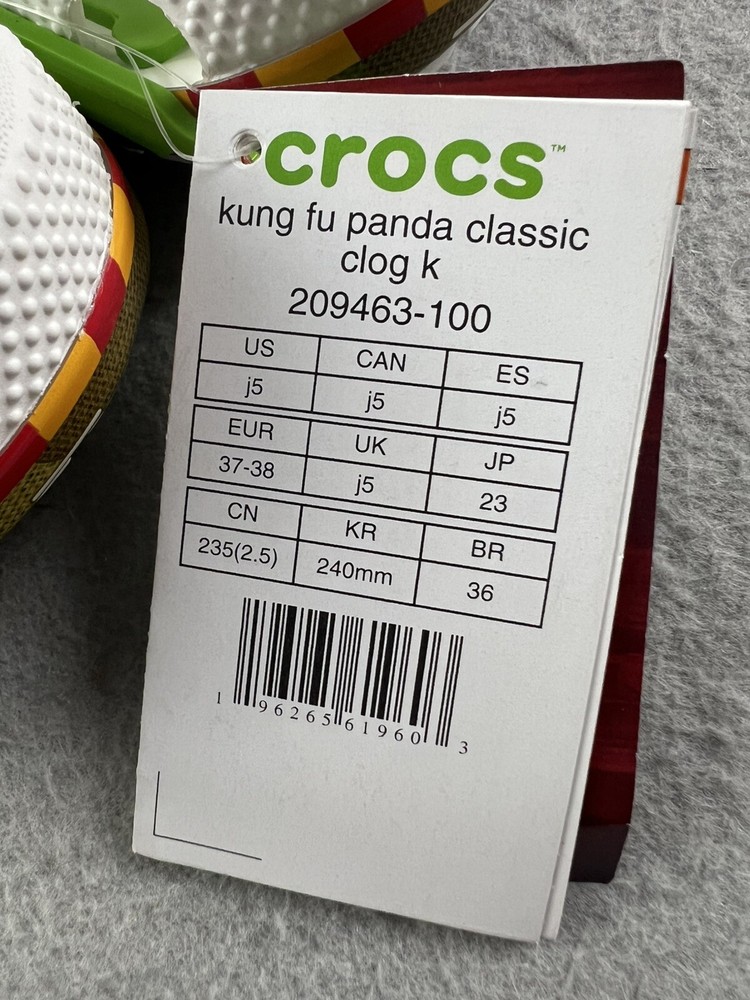 crocs™
kung fu panda classic
clog k
209463-100
US CAN ES
j5 j5 j5
EUR UK JP
37-38 j5 23
CN KR BR
235(2.5) 240mm 36
1 96265 61960 3